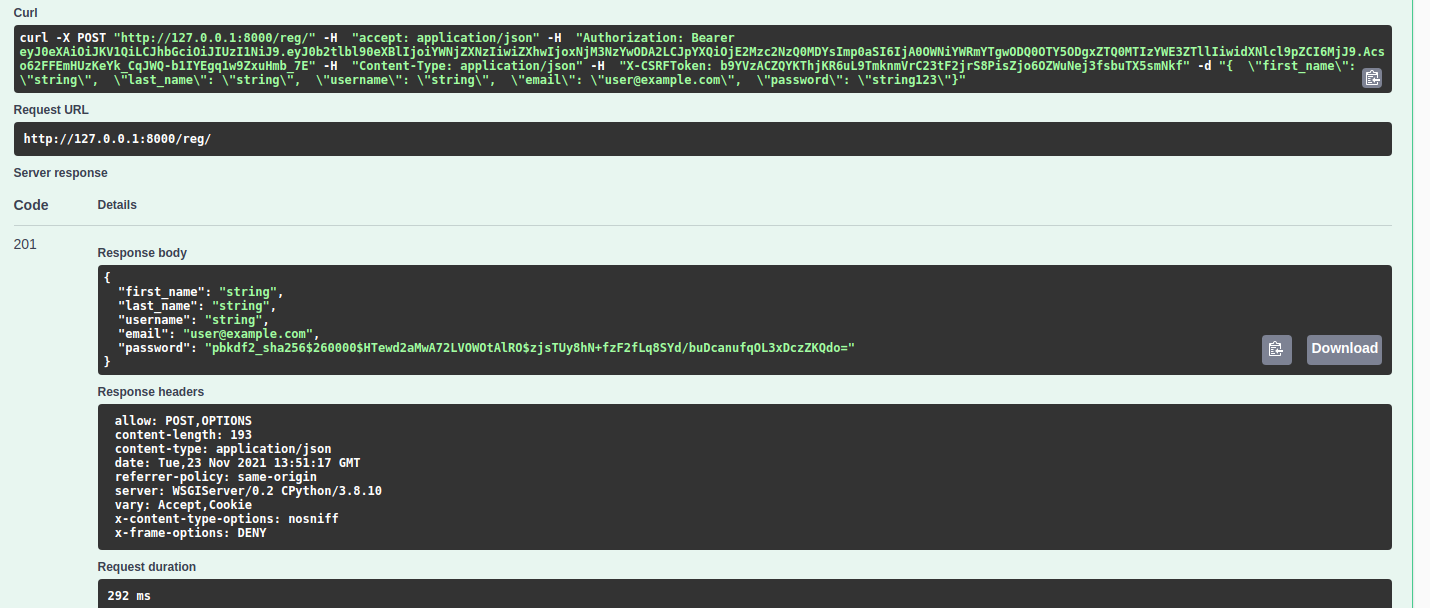 Curl
curl -X POST "http://127.0.0.1:8000/reg/" -H  "accept: application/json" -H  "Authorization: Bearer
eyJ0eXAiOiJKV1QiLCJhbGciOiJIUzI1NiJ9.eyJ0b2tlbl90eXBlIjoiYWNjZXNzIiwiZXhwIjoxNjM3NzYwODA2LCJpYXQiOjE2Mzc2NzQ0MDYsImp0aSI6IjA0OWNiYWRmYTgwODQ0OTY5ODgxZTQ0MTIzYWE3ZTllIiwidXNlcl9pZCI6MjJ9.Acs
o62FFEmHUzKeYk_CqJWQ-b1IYEgq1w9ZxuHmb_7E" -H  "Content-Type: application/json" -H  "X-CSRFToken: b9YVzACZQYKThjKR6uL9TmknmVrC23tF2jrS8PisZjo6OZWuNej3fsbuTX5smNkf" -d "{  \"first_name\":
\"string\",  \"last_name\": \"string\",  \"username\": \"string\",  \"email\": \"user@example.com\",  \"password\": \"string123\"}"
Request URL
http://127.0.0.1:8000/reg/
Server response
Code Details
201
Response body
{
"first_name": "string",
"last_name": "string",
"username": "string",
"email": "user@example.com",
"password": "pbkdf2_sha256$260000$HTewd2aMwA72LVOWOtAlRO$zjsTUy8hN+fzF2fLq8SYd/buDcanufqOL3xDczZKQdo="
}
Download
Response headers
allow: POST,OPTIONS
content-length: 193
content-type: application/json
date: Tue,23 Nov 2021 13:51:17 GMT
referrer-policy: same-origin
server: WSGIServer/0.2 CPython/3.8.10
vary: Accept,Cookie
x-content-type-options: nosniff
x-frame-options: DENY
Request duration
292 ms